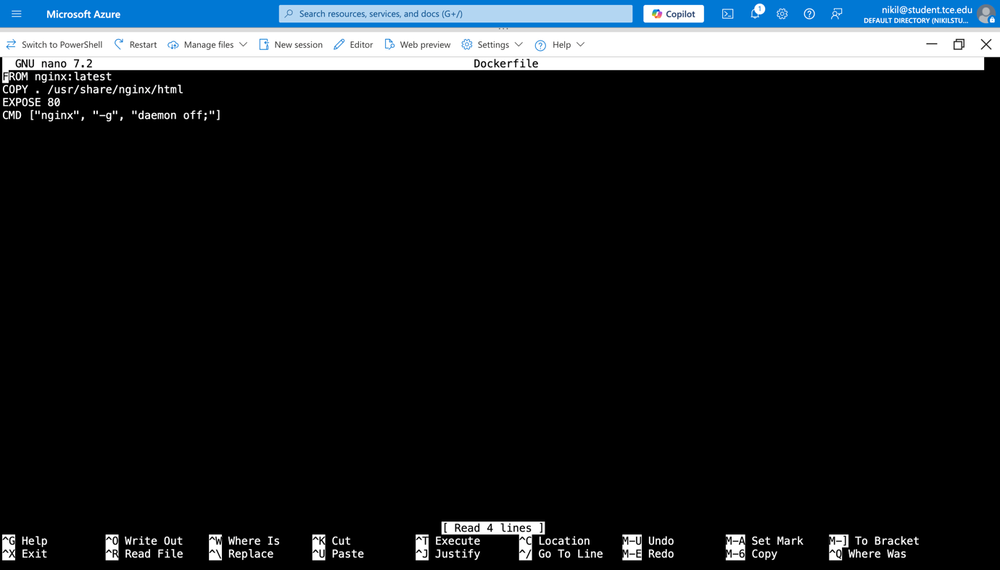 Microsoft Azure
Search resources, services, and docs (G+/)
Copilot
1
nikil@student.tce.edu
DEFAULT DIRECTORY (NIKILSTU...
Switch to PowerShell Restart Manage files New session Editor Web preview Settings Help
GNU nano 7.2 Dockerfile
FROM nginx:latest
COPY . /usr/share/nginx/html
EXPOSE 80
CMD ["nginx", "-g", "daemon off;"]
[ Read 4 lines ]
^G Help ^O Write Out ^W Where Is ^K Cut ^T Execute ^C Location M-U Undo M-A Set Mark M-] To Bracket
^X Exit ^R Read File ^\ Replace ^U Paste ^J Justify ^/ Go To Line M-E Redo M-6 Copy ^Q Where Was